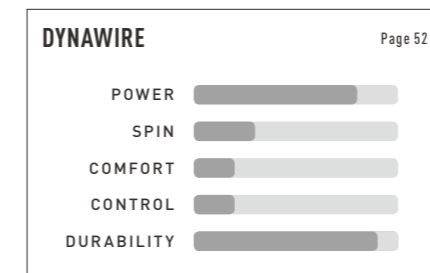 DYNAWIRE Page 52
POWER
SPIN
COMFORT
CONTROL
DURABILITY